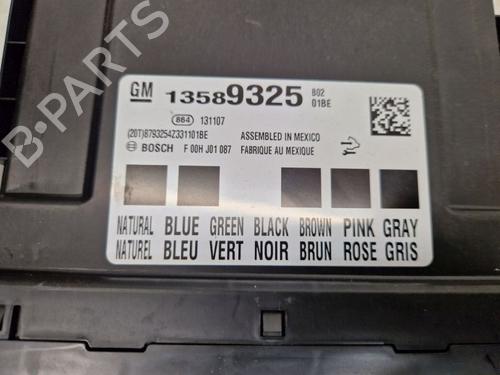 GM 13589325 B02
01BE
864 131107
(20T)8793254Z331101BE ASSEMBLED IN MEXICO
BOSCH F 00H J01 087 FABRIQUE AU MEXIQUE
NATURAL BLUE GREEN BLACK BROWN PINK GRAY
NATUREL BLEU VERT NOIR BRUN ROSE GRIS
B-PARTS